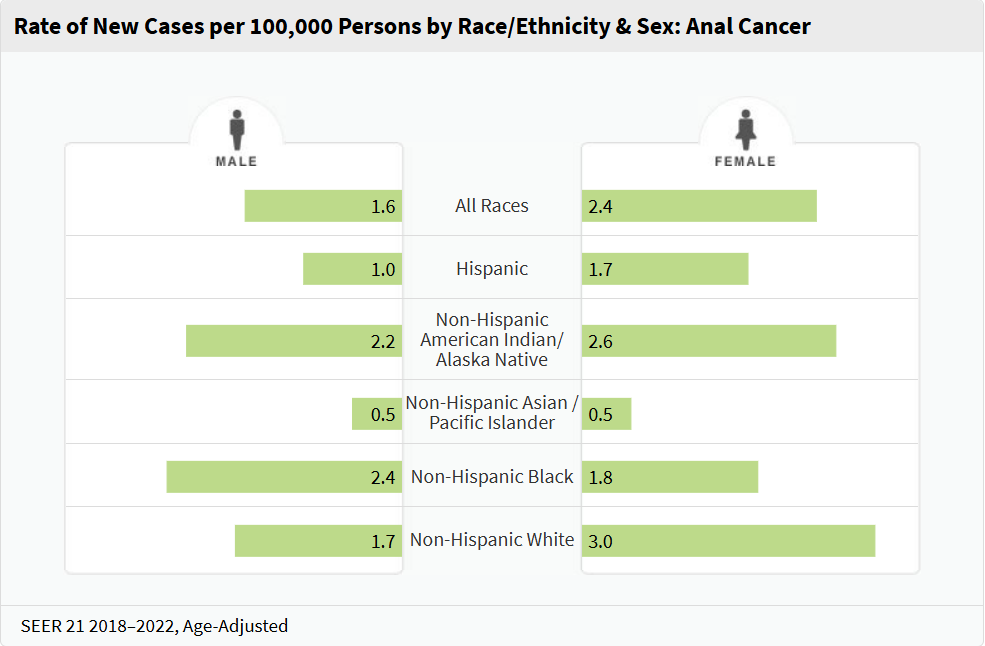 Rate of New Cases per 100,000 Persons by Race/Ethnicity & Sex: Anal Cancer
MALE
FEMALE
1.6 All Races 2.4
1.0 Hispanic 1.7
Non-Hispanic
American Indian/
Alaska Native
2.2 2.6
Non-Hispanic Asian /
Pacific Islander
0.5 0.5
2.4 Non-Hispanic Black 1.8
1.7 Non-Hispanic White 3.0
SEER 21 2018–2022, Age-Adjusted